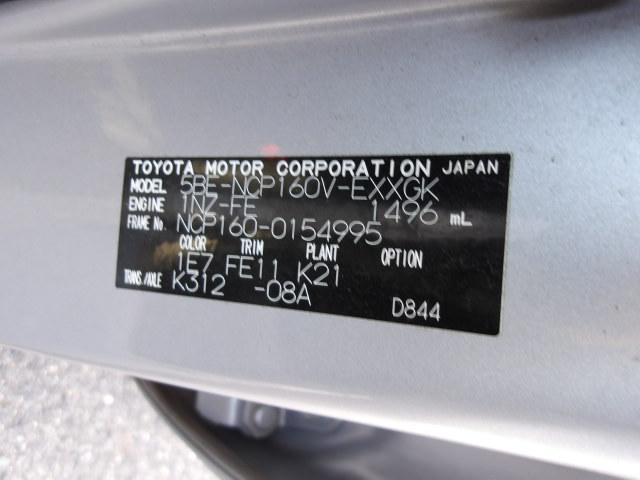 TOYOTA MOTOR CORPORATION JAPAN
MODEL 5BE-NCP160V-EXXGK
ENGINE 1NZ-FE 1496 mL
FRAME No. NCP160-0154995
COLOR TRIM PLANT OPTION
1E7 FE11 K21
TRANS./AXLE K312 -08A
D844